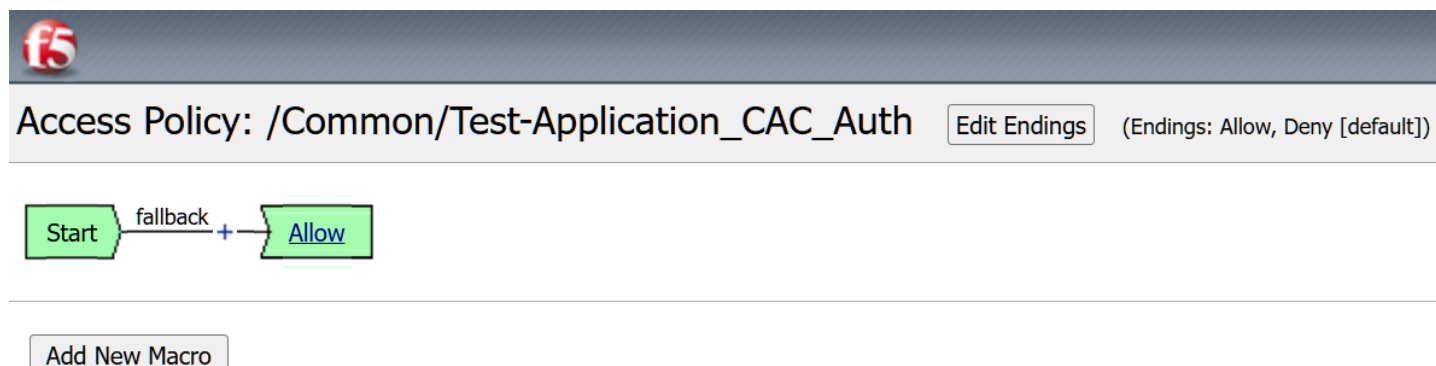 f5
Access Policy: /Common/Test-Application_CAC_Auth Edit Endings (Endings: Allow, Deny [default])
Start fallback + Allow
Add New Macro